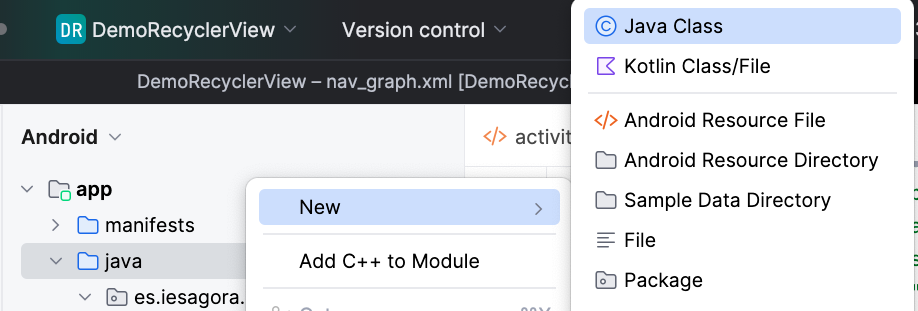 DR DemoRecyclerView Version control
DemoRecyclerView – nav_graph.xml [DemoRecyc
Android
activit
app
manifests
java
es.iesagora.
New
Add C++ to Module
Java Class
Kotlin Class/File
Android Resource File
Android Resource Directory
Sample Data Directory
File
Package